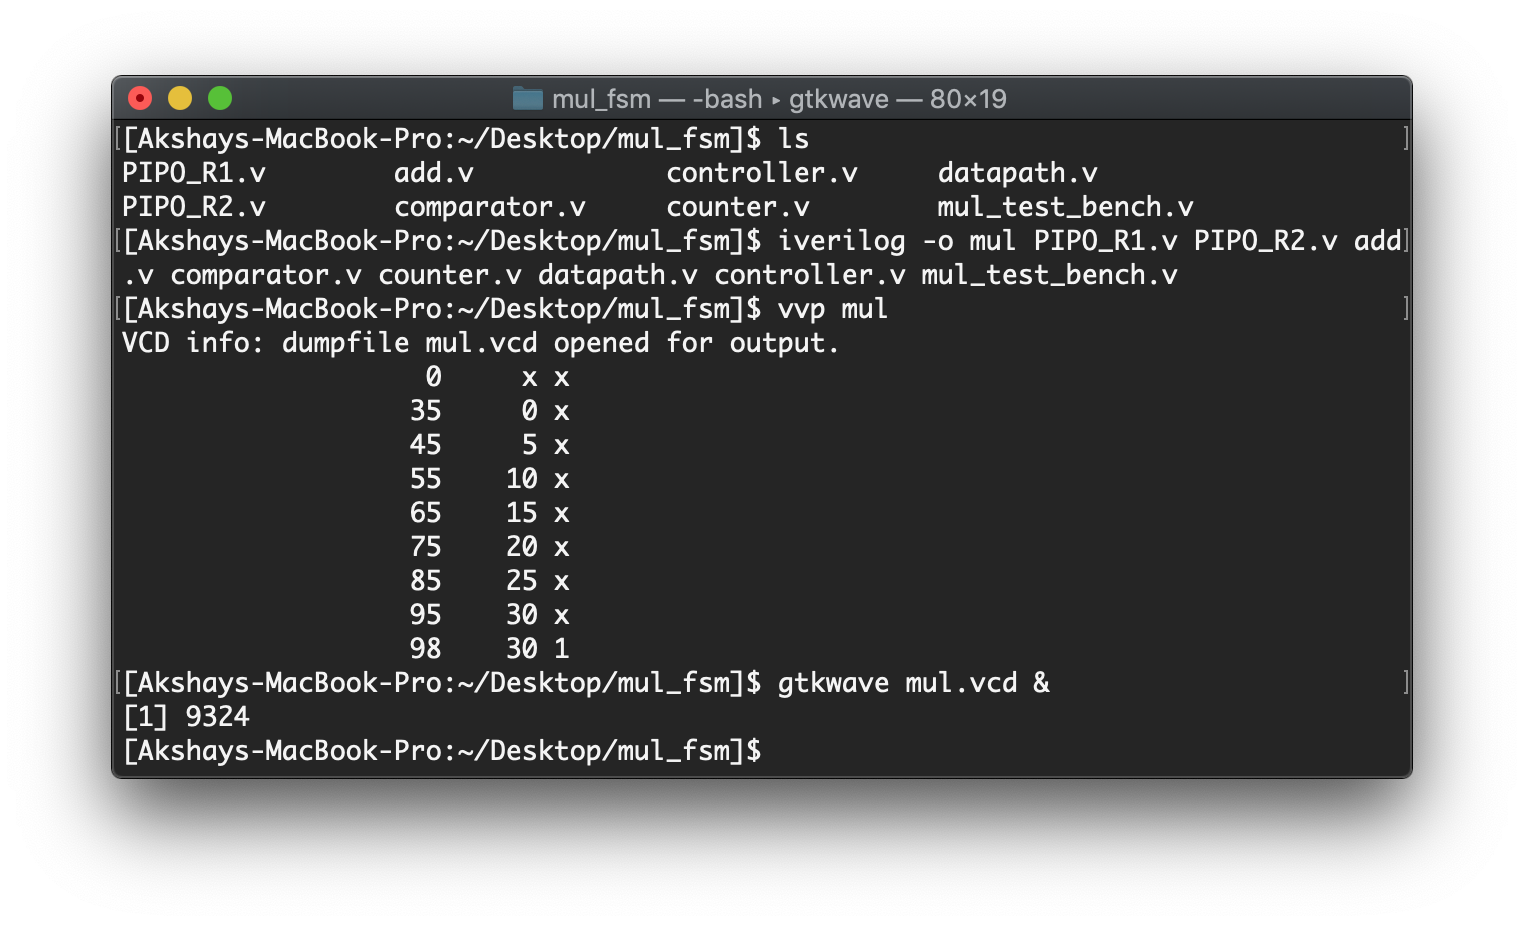 mul_fsm — -bash ▸ gtkwave — 80×19
[[Akshays-MacBook-Pro:~/Desktop/mul_fsm]$ ls ]
PIPO_R1.v        add.v            controller.v     datapath.v
PIPO_R2.v        comparator.v     counter.v        mul_test_bench.v
[[Akshays-MacBook-Pro:~/Desktop/mul_fsm]$ iverilog -o mul PIPO_R1.v PIPO_R2.v add]
.v comparator.v counter.v datapath.v controller.v mul_test_bench.v
[[Akshays-MacBook-Pro:~/Desktop/mul_fsm]$ vvp mul ]
VCD info: dumpfile mul.vcd opened for output.
                   0     x x
                  35     0 x
                  45     5 x
                  55    10 x
                  65    15 x
                  75    20 x
                  85    25 x
                  95    30 x
                  98    30 1
[[Akshays-MacBook-Pro:~/Desktop/mul_fsm]$ gtkwave mul.vcd & ]
[1] 9324
[Akshays-MacBook-Pro:~/Desktop/mul_fsm]$